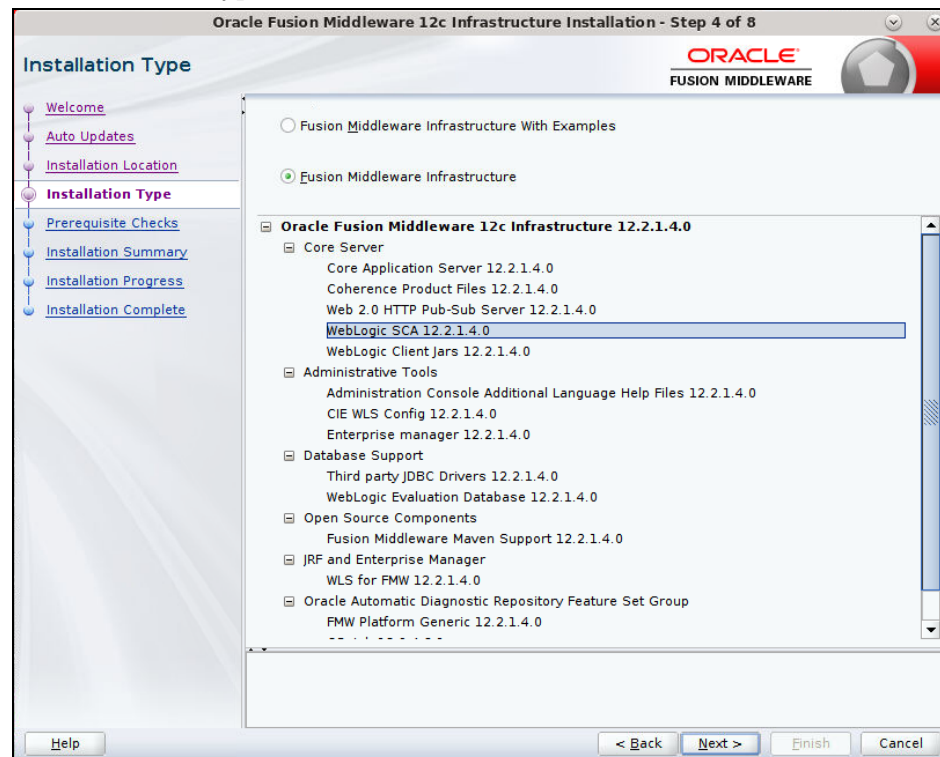 Oracle Fusion Middleware 12c Infrastructure Installation - Step 4 of 8
Installation Type
ORACLE
FUSION MIDDLEWARE
Welcome
Auto Updates
Installation Location
Installation Type
Prerequisite Checks
Installation Summary
Installation Progress
Installation Complete
Fusion Middleware Infrastructure With Examples
Fusion Middleware Infrastructure
Oracle Fusion Middleware 12c Infrastructure 12.2.1.4.0
Core Server
Core Application Server 12.2.1.4.0
Coherence Product Files 12.2.1.4.0
Web 2.0 HTTP Pub-Sub Server 12.2.1.4.0
WebLogic SCA 12.2.1.4.0
WebLogic Client Jars 12.2.1.4.0
Administrative Tools
Administration Console Additional Language Help Files 12.2.1.4.0
CIE WLS Config 12.2.1.4.0
Enterprise manager 12.2.1.4.0
Database Support
Third party JDBC Drivers 12.2.1.4.0
WebLogic Evaluation Database 12.2.1.4.0
Open Source Components
Fusion Middleware Maven Support 12.2.1.4.0
JRF and Enterprise Manager
WLS for FMW 12.2.1.4.0
Oracle Automatic Diagnostic Repository Feature Set Group
FMW Platform Generic 12.2.1.4.0
Help
< Back
Next >
Finish
Cancel